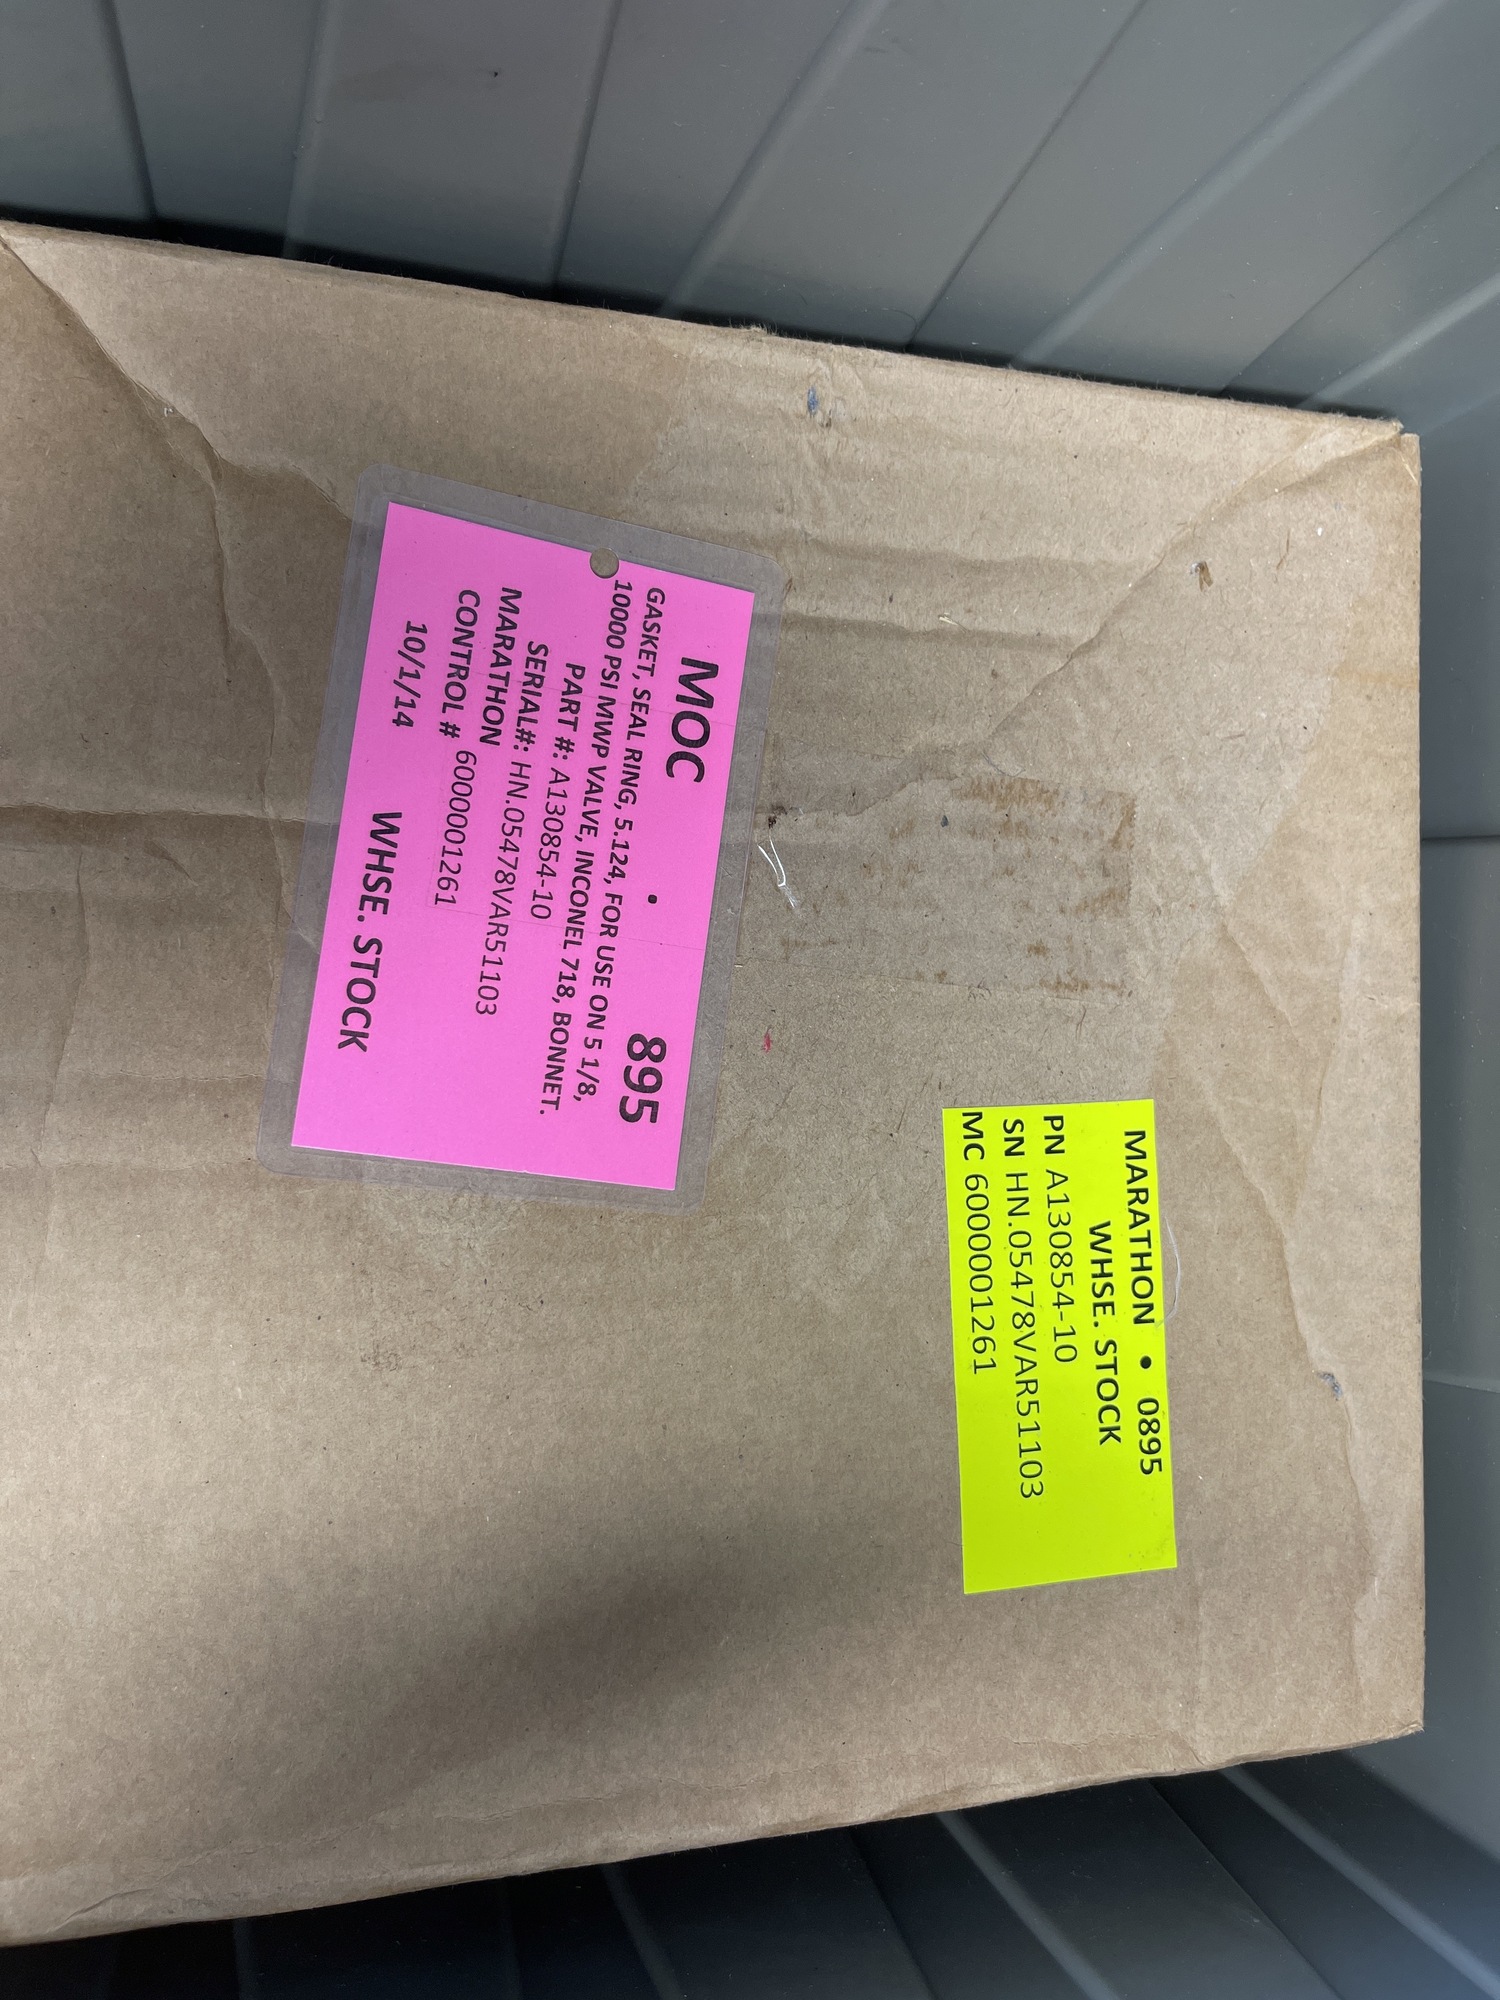 MOC • 895
GASKET, SEAL RING, 5.124, FOR USE ON 5 1/8,
10000 PSI MWP VALVE, INCONEL 718, BONNET.
PART #: A130854-10
SERIAL#: HN.05478VAR51103
MARATHON
CONTROL # 6000001261
10/1/14 WHSE. STOCK
MARATHON • 0895
WHSE. STOCK
PN A130854-10
SN HN.05478VAR51103
MC 6000001261